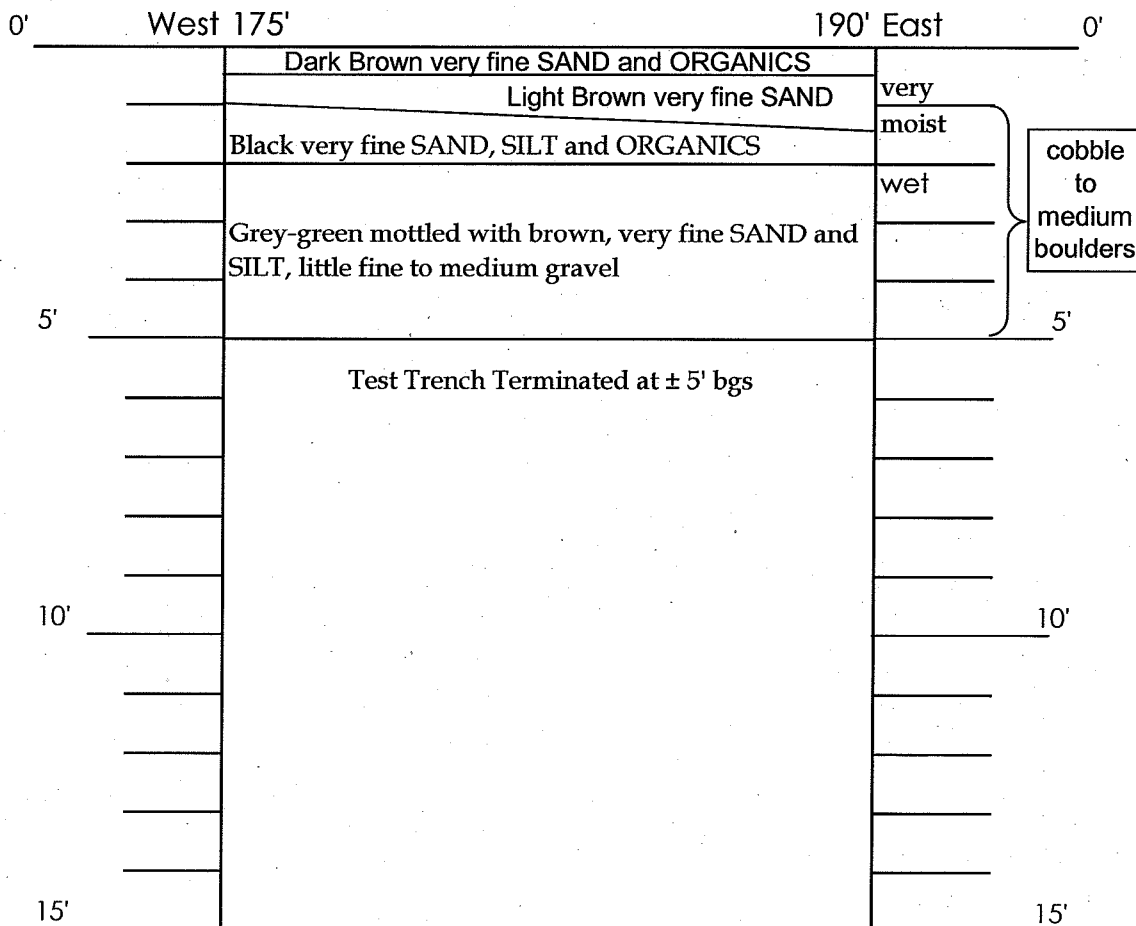 0' West 175' 190' East 0'
Dark Brown very fine SAND and ORGANICS
Light Brown very fine SAND
very
moist
Black very fine SAND, SILT and ORGANICS
wet
cobble
to
medium
boulders
Grey-green mottled with brown, very fine SAND and
SILT, little fine to medium gravel
5' 5'
Test Trench Terminated at ± 5' bgs
10' 10'
15' 15'